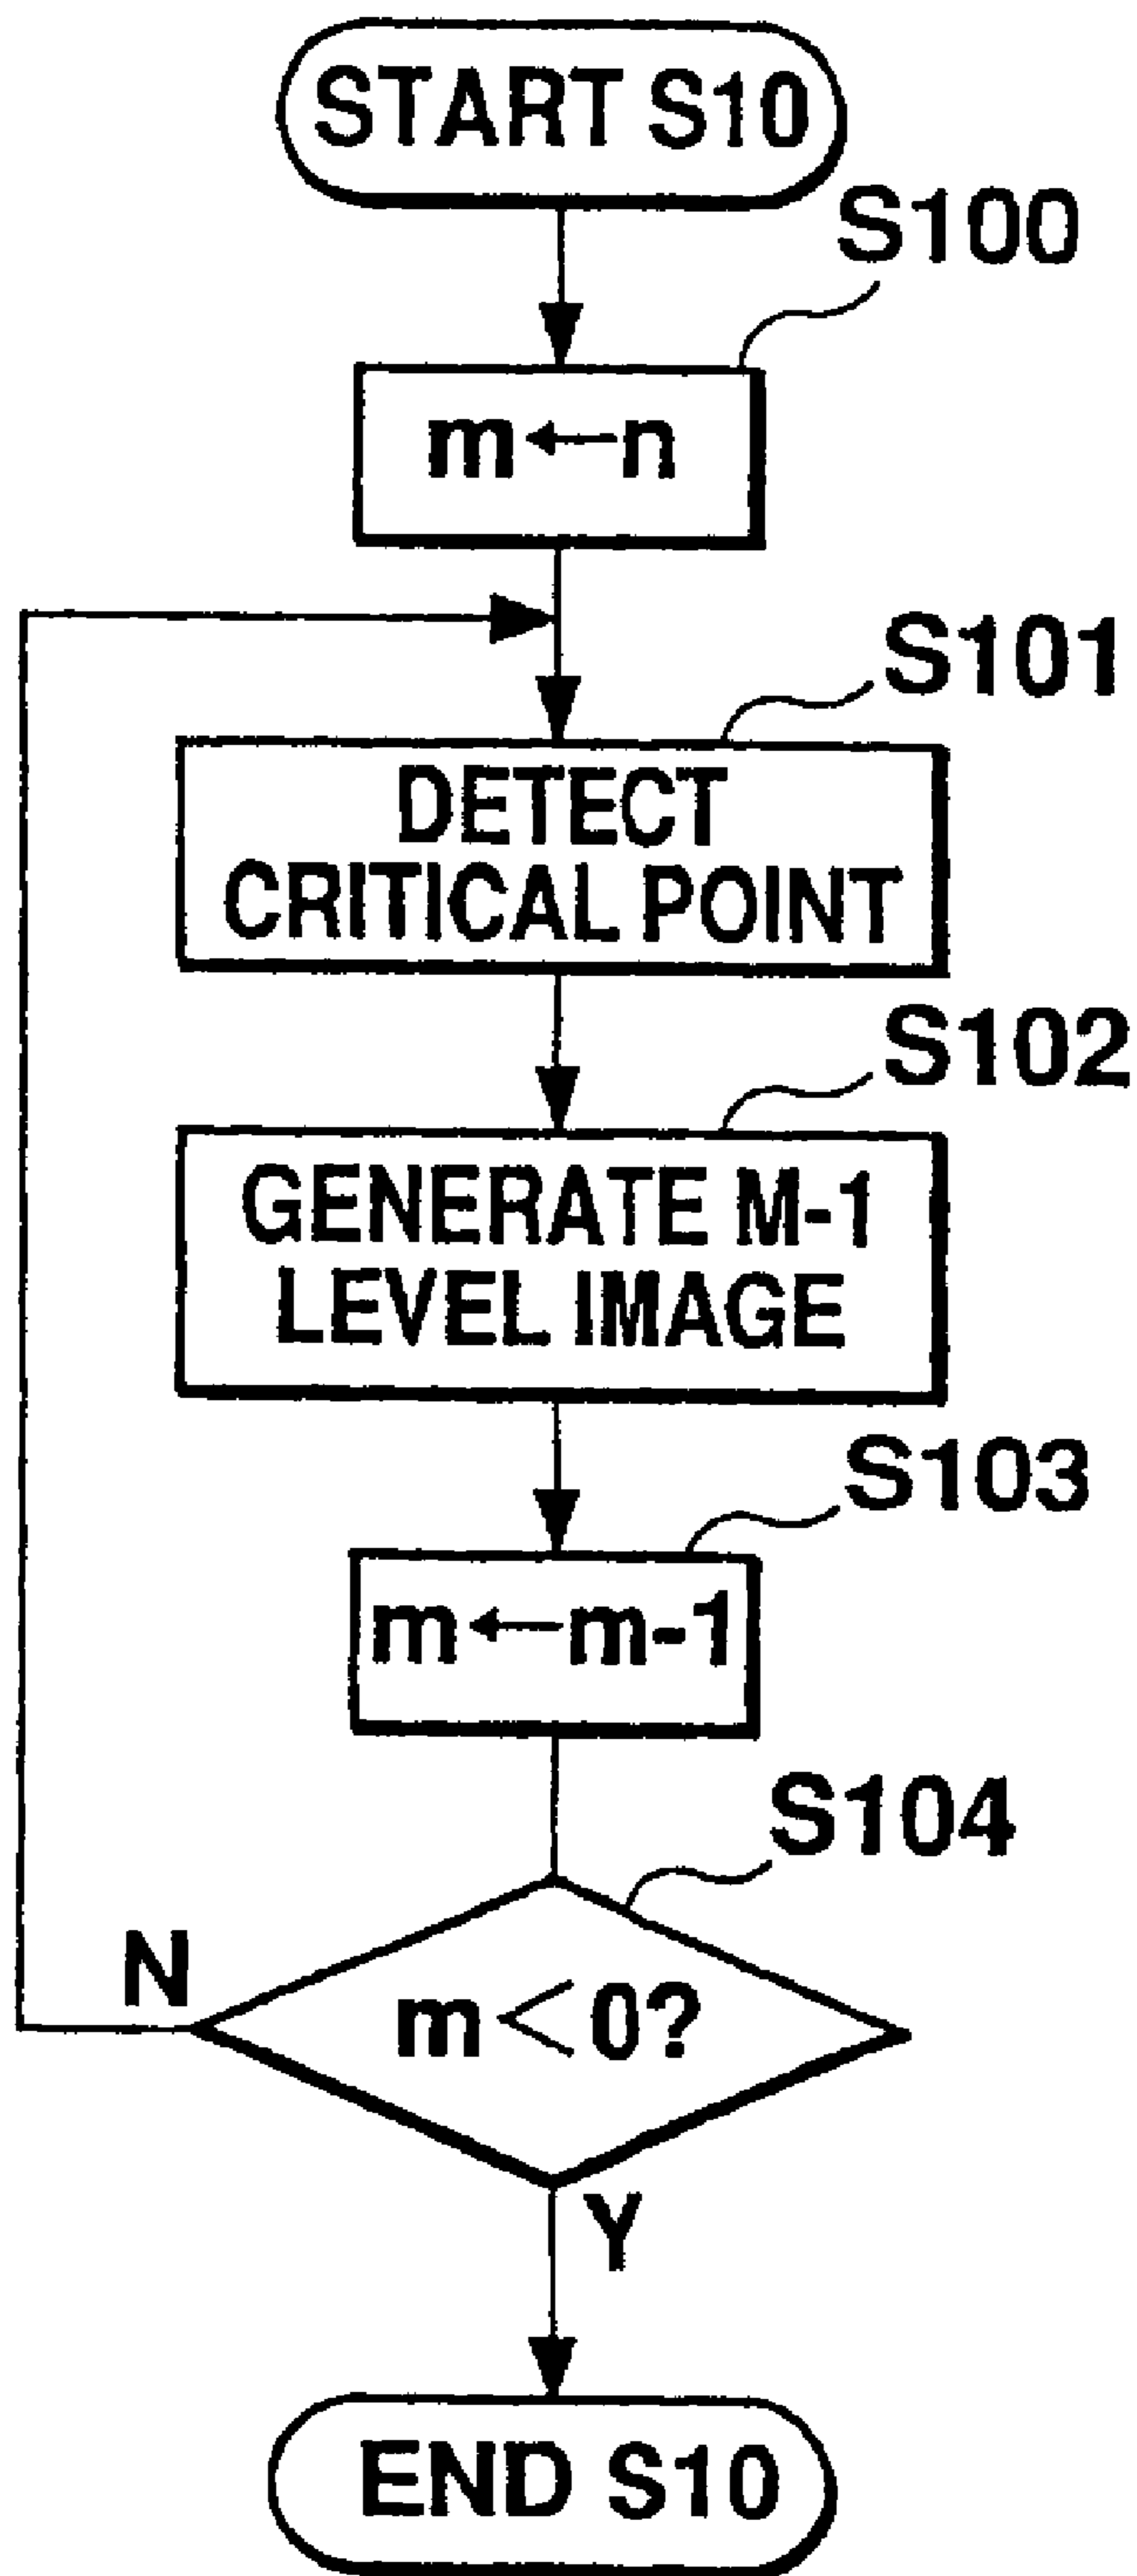 START S10
S100
m←n
S101
DETECT
CRITICAL POINT
S102
GENERATE M-1
LEVEL IMAGE
S103
m←m-1
S104
N
m<0?
Y
END S10